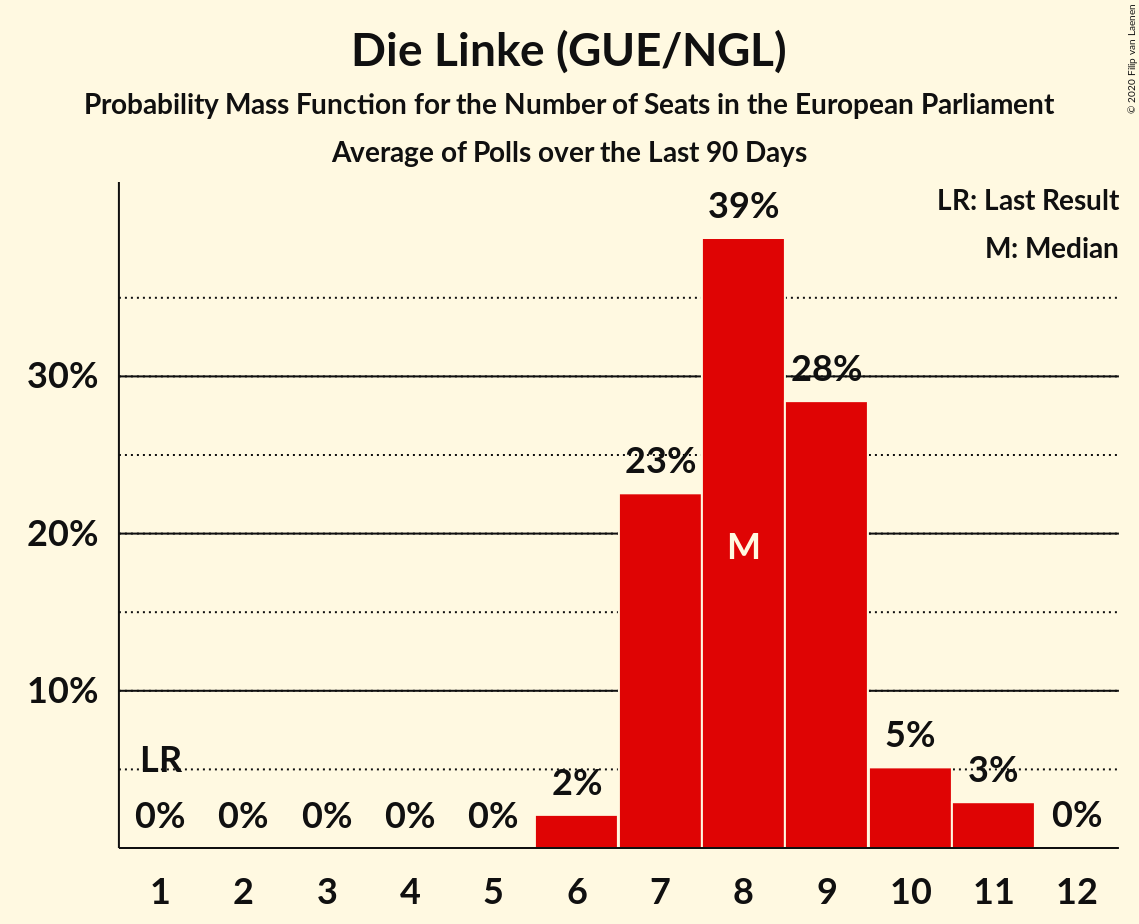 Die Linke (GUE/NGL)
Probability Mass Function for the Number of Seats in the European Parliament
Average of Polls over the Last 90 Days
© 2020 Filip van Laenen
LR: Last Result
M: Median
39%
30%
28%
23%
20%
M
10%
LR
5%
3%
2%
0% 0% 0% 0% 0% 0%
1 2 3 4 5 6 7 8 9 10 11 12